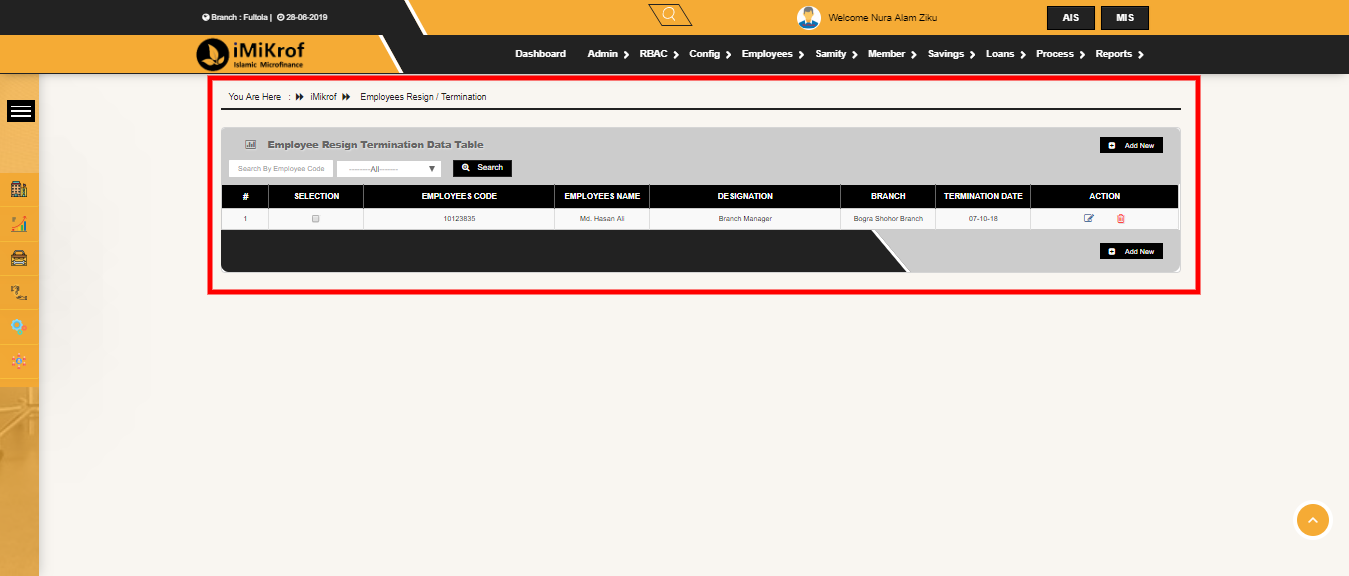 Branch : Fultola | 28-06-2019
Welcome Nura Alam Ziku
AIS MIS
iMiKrof
Islamic Microfinance
Dashboard Admin RBAC Config Employees Samity Member Savings Loans Process Reports
You Are Here : iMikrof Employees Resign / Termination
Employee Resign Termination Data Table
Add New
Search By Employee Code --------All------- Search
# SELECTION EMPLOYEES CODE EMPLOYEES NAME DESIGNATION BRANCH TERMINATION DATE ACTION
1 10123835 Md. Hasan Ali Branch Manager Bogra Shohor Branch 07-10-18
Add New